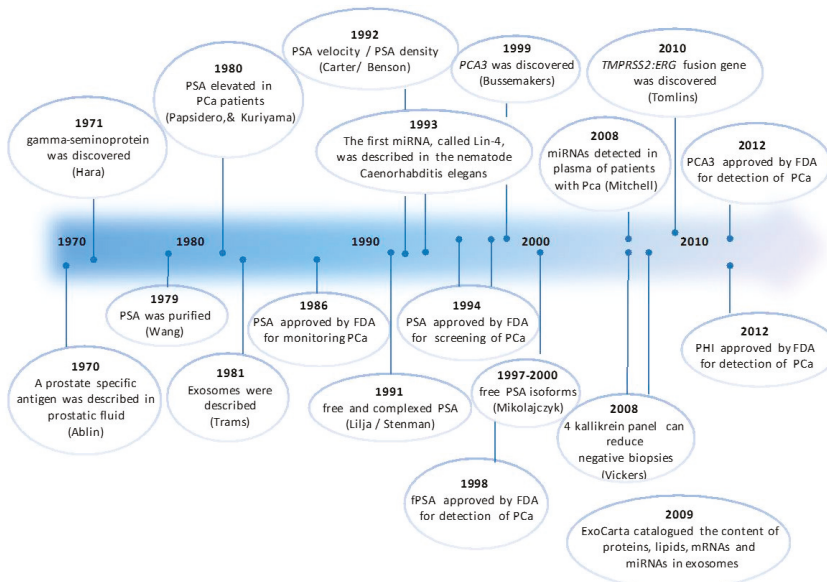 1992
PSA velocity / PSA density
(Carter/ Benson)
1999
PCA3 was discovered
(Bussemakers)
2010
TMPRSS2:ERG fusion gene
was discovered
(Tomlins)
1980
PSA elevated in
PCa patients
(Papsidero,& Kuriyama)
1971
gamma-seminoprotein
was discovered
(Hara)
1993
The first miRNA, called Lin-4,
was described in the nematode
Caenorhabditis elegans
2008
miRNAs detected in
plasma of patients
with Pca (Mitchell)
2012
PCA3 approved by FDA
for detection of PCa
1970
1980
1990
2000
2010
1979
PSA was purified
(Wang)
1986
PSA approved by FDA
for monitoring PCa
1994
PSA approved by FDA
for screening of PCa
2012
PHI approved by FDA
for detection of PCa
1970
A prostate specific
antigen was described in
prostatic fluid
(Ablin)
1981
Exosomes were
described
(Trams)
1991
free and complexed PSA
(Lilja / Stenman)
1997-2000
free PSA isoforms
(Mikolajczyk)
2008
4 kallikrein panel can
reduce
negative biopsies
(Vickers)
1998
fPSA approved by FDA
for detection of PCa
2009
ExoCarta catalogued the content of
proteins, lipids, mRNAs and
miRNAs in exosomes